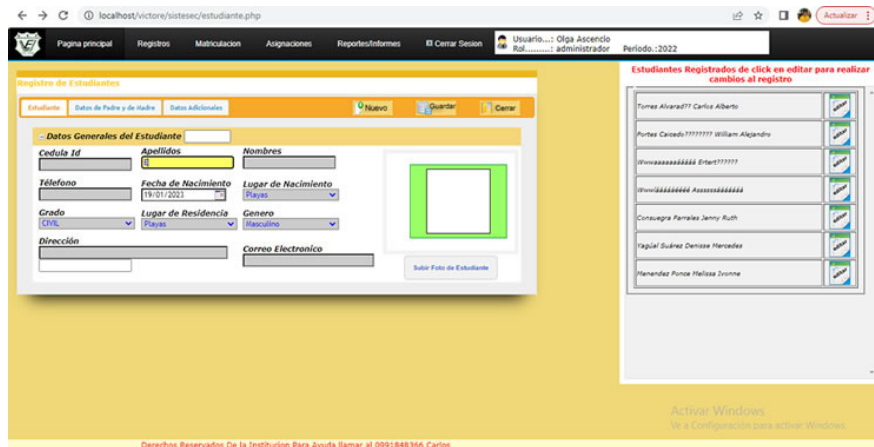 localhost/victore/sistesec/estudiante.php
Actualizar
Pagina principal Registros Matriculacion Asignaciones Reportes/Informes Cerrar Sesion
Usuario...: Olga Ascencio
Rol.........: administrador Periodo.:2022
Registro de Estudiantes
Estudiante Datos de Padre y de Madre Datos Adicionales Nuevo Guardar Cerrar
Datos Generales del Estudiante
Cedula Id Apellidos Nombres
Teléfono Fecha de Nacimiento Lugar de Nacimiento
19/01/2023 Playas
Grado Lugar de Residencia Genero
CIVIL Playas Masculino
Dirección
Correo Electronico
Subir Foto de Estudiante
Estudiantes Registrados de click en editar para realizar
cambios al registro
Torres Alvarad?? Carlos Alberto
Portes Caicedo???????? William Alejandro
Consuegra Parrales Jenny Ruth
Yagúal Suárez Denisse Mercedes
Menendez Ponce Melissa Ivonne
Activar Windows
Ve a Configuración para activar Windows.
Derechos Reservados De la Institucion Para Ayuda llamar al 0991848366 Carlos